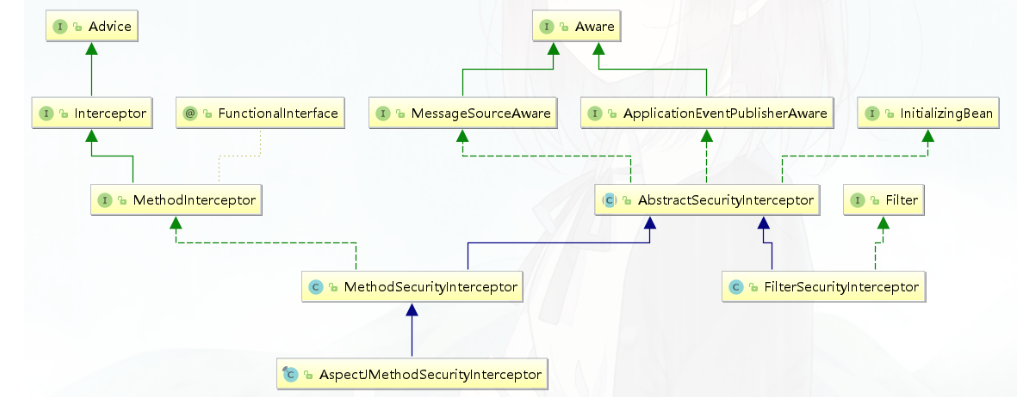 I Advice
I Aware
I Interceptor
@ FunctionalInterface
I MessageSourceAware
I ApplicationEventPublisherAware
I InitializingBean
I MethodInterceptor
C AbstractSecurityInterceptor
I Filter
C MethodSecurityInterceptor
C FilterSecurityInterceptor
C AspectJMethodSecurityInterceptor